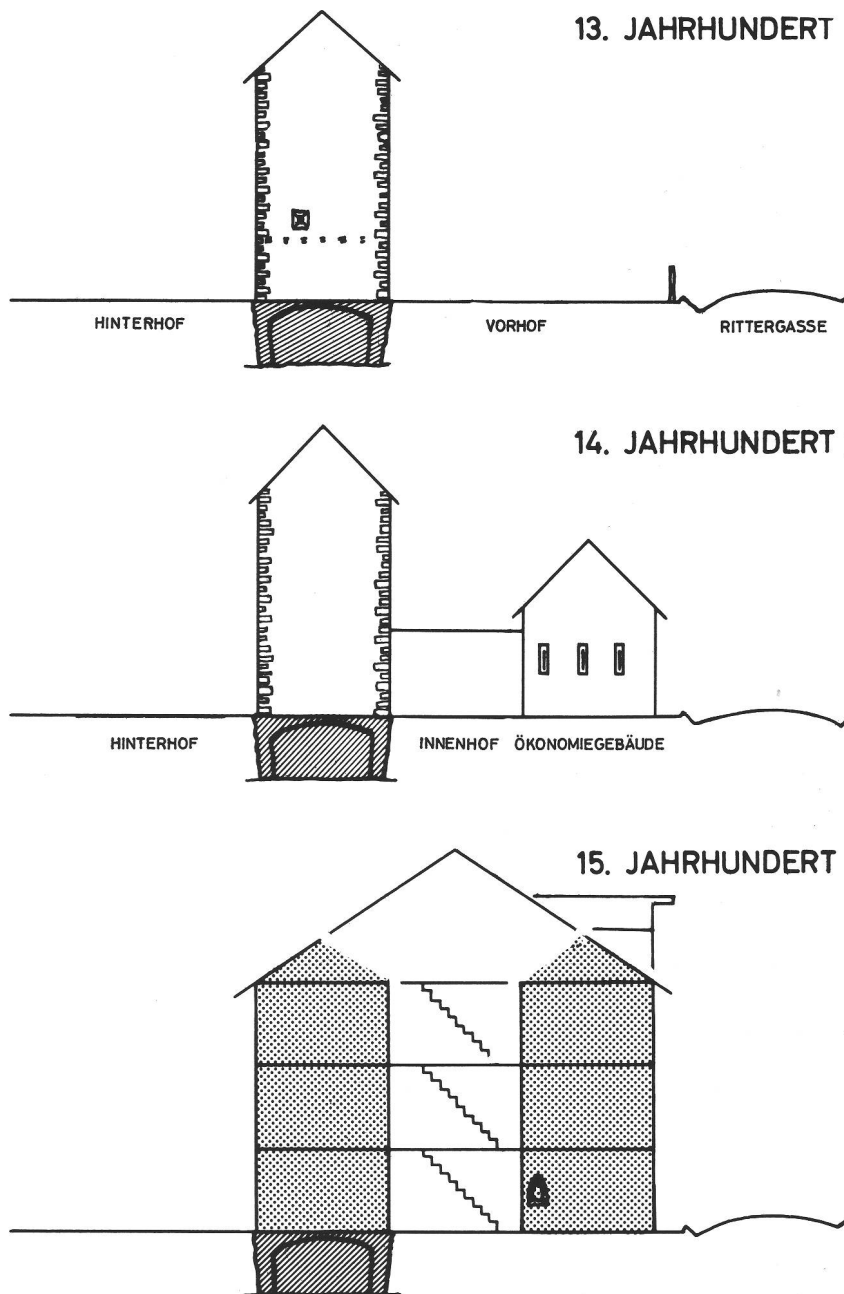 13. JAHRHUNDERT
HINTERHOF
VORHOF
RITTERGASSE
14. JAHRHUNDERT
HINTERHOF
INNENHOF
ÖKONOMIEGEBÄUDE
15. JAHRHUNDERT